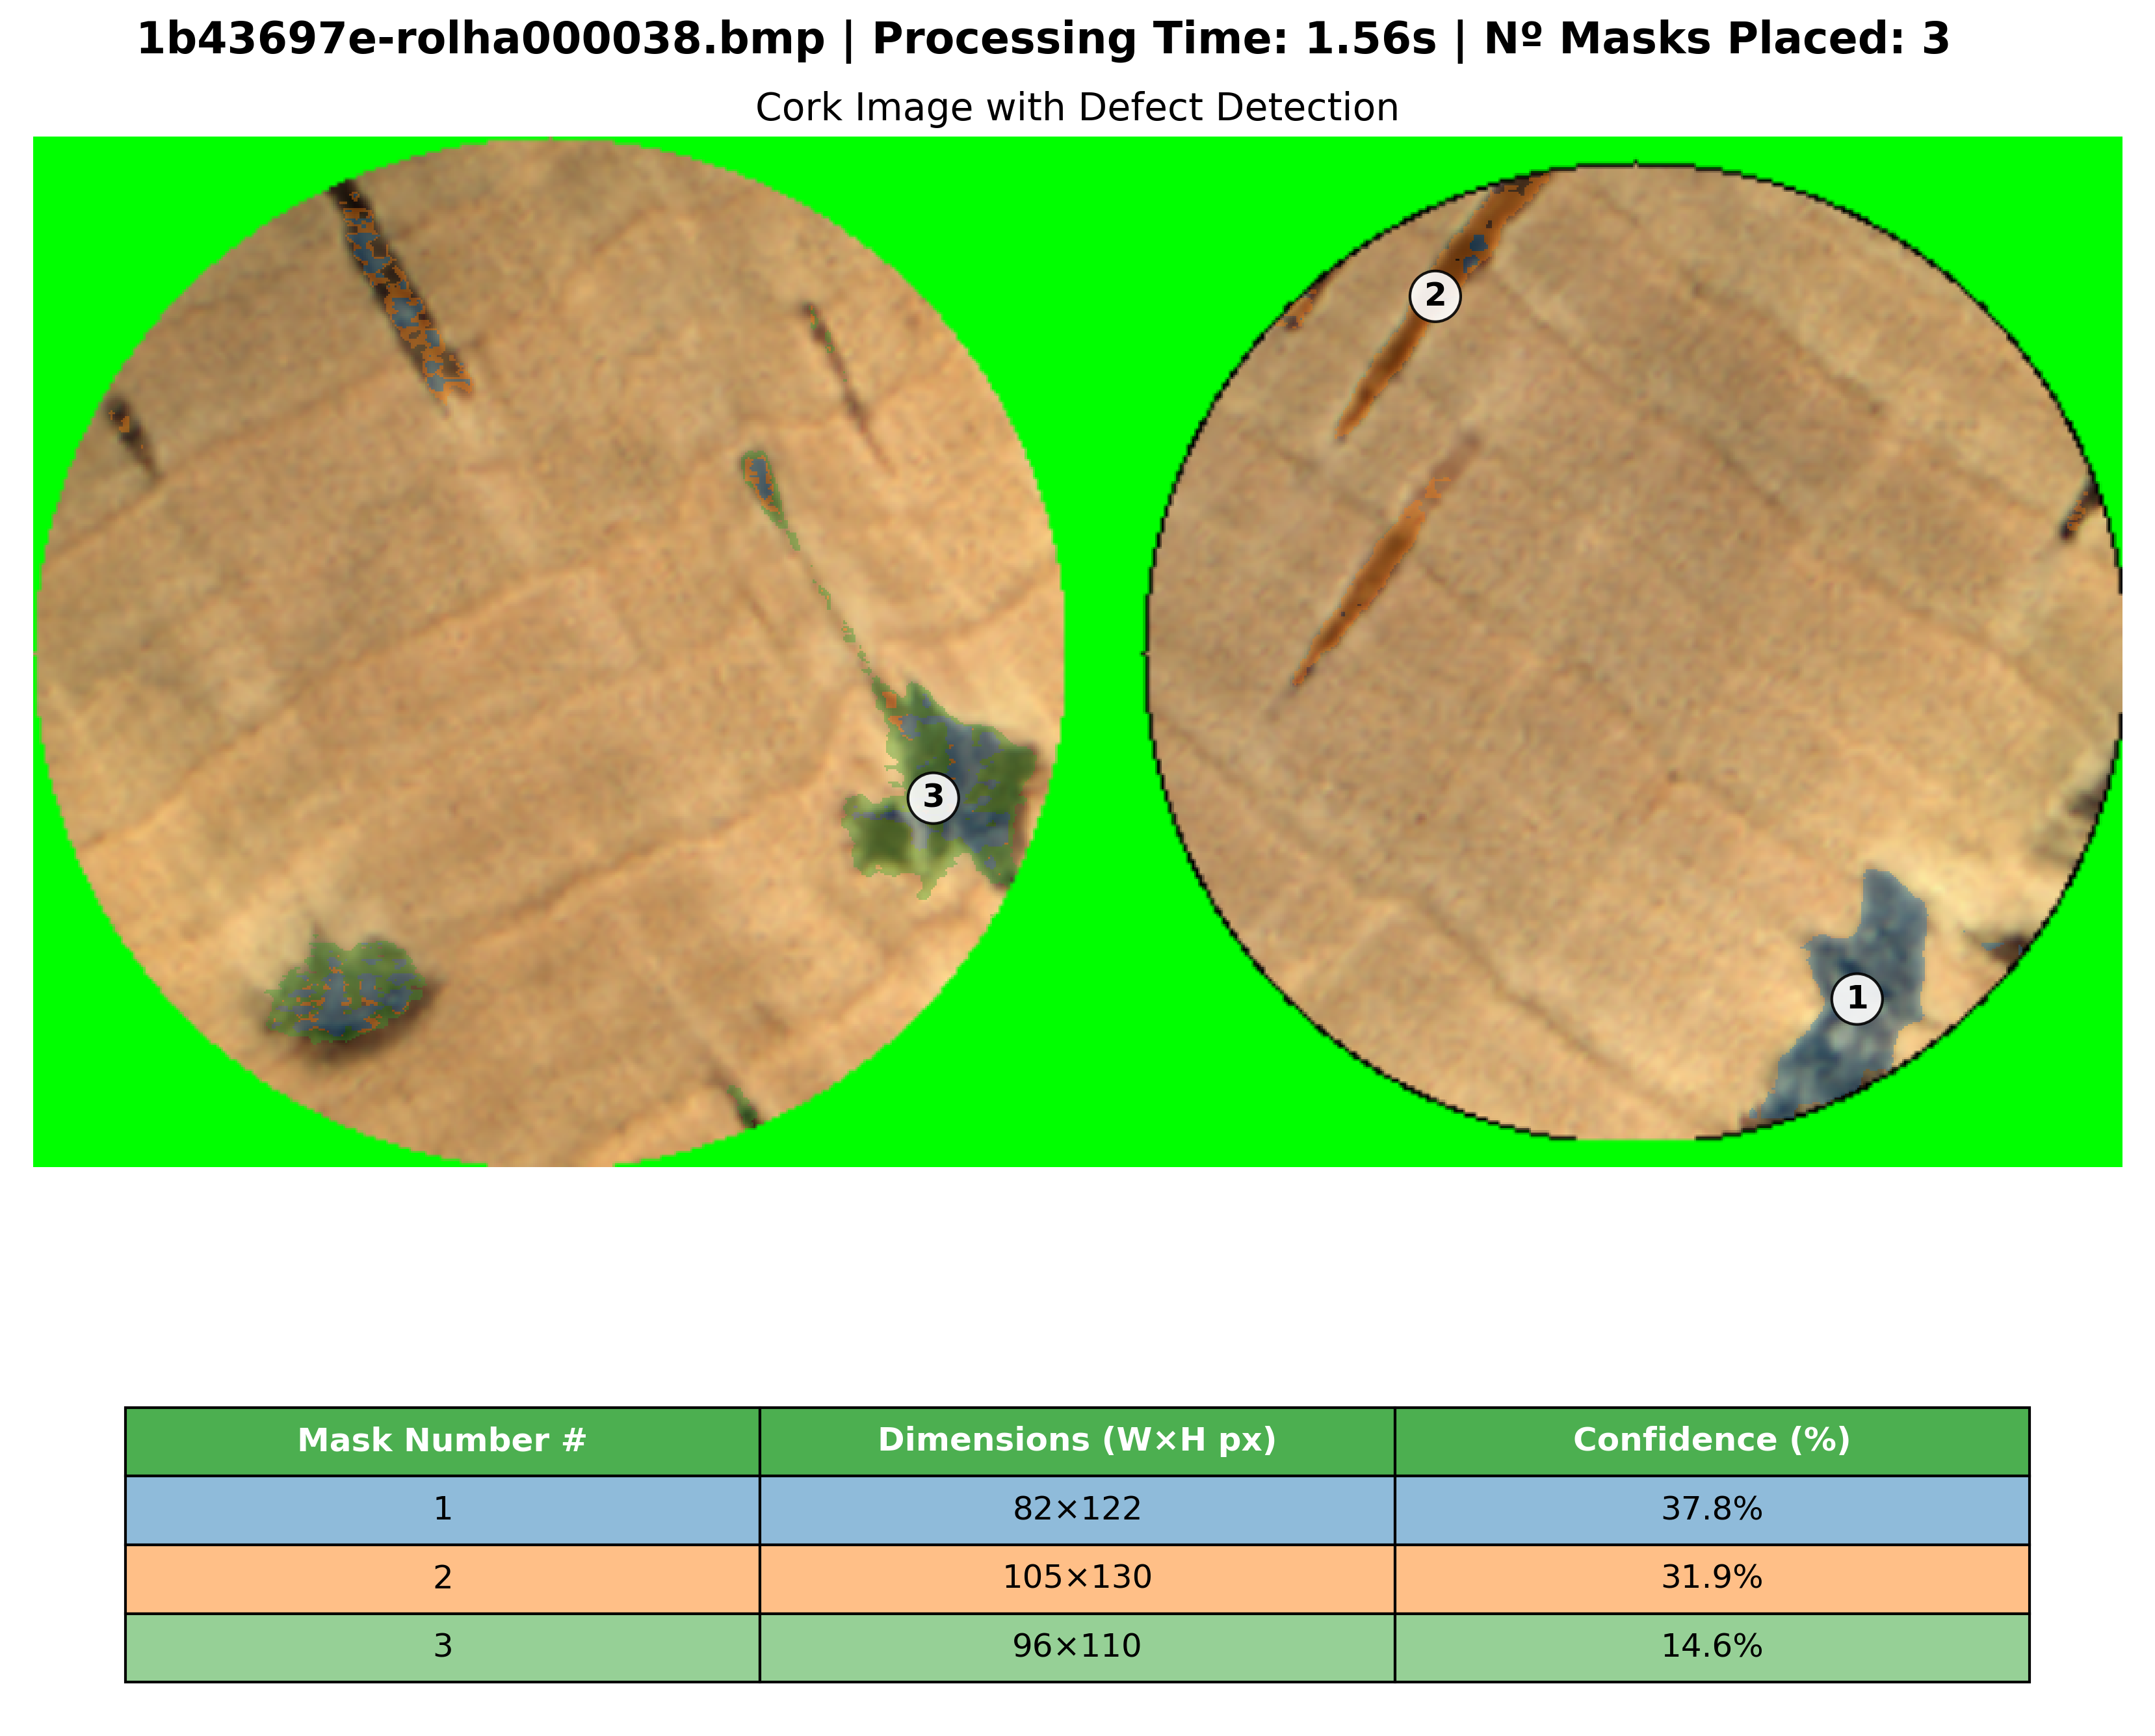 1b43697e-rolha000038.bmp | Processing Time: 1.56s | Nº Masks Placed: 3
Cork Image with Defect Detection
2
3
1
Mask Number # Dimensions (W×H px) Confidence (%)
1 82×122 37.8%
2 105×130 31.9%
3 96×110 14.6%